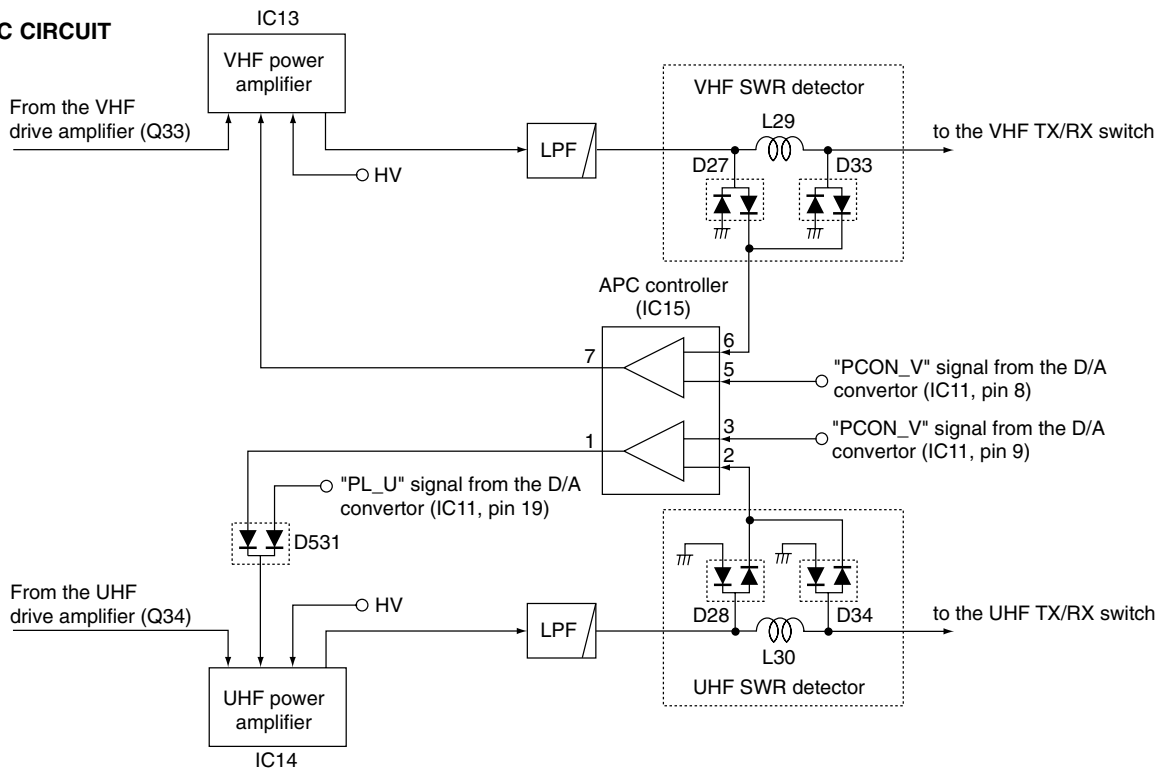 C CIRCUIT
IC13
VHF power
amplifier
From the VHF
drive amplifier (Q33)
HV
LPF
VHF SWR detector
L29
D27
D33
to the VHF TX/RX switch
APC controller
(IC15)
7
6
5
"PCON_V" signal from the D/A
convertor (IC11, pin 8)
1
3
2
"PCON_V" signal from the D/A
convertor (IC11, pin 9)
"PL_U" signal from the D/A
convertor (IC11, pin 19)
D531
From the UHF
drive amplifier (Q34)
HV
LPF
D28
D34
L30
UHF SWR detector
to the UHF TX/RX switch
UHF power
amplifier
IC14